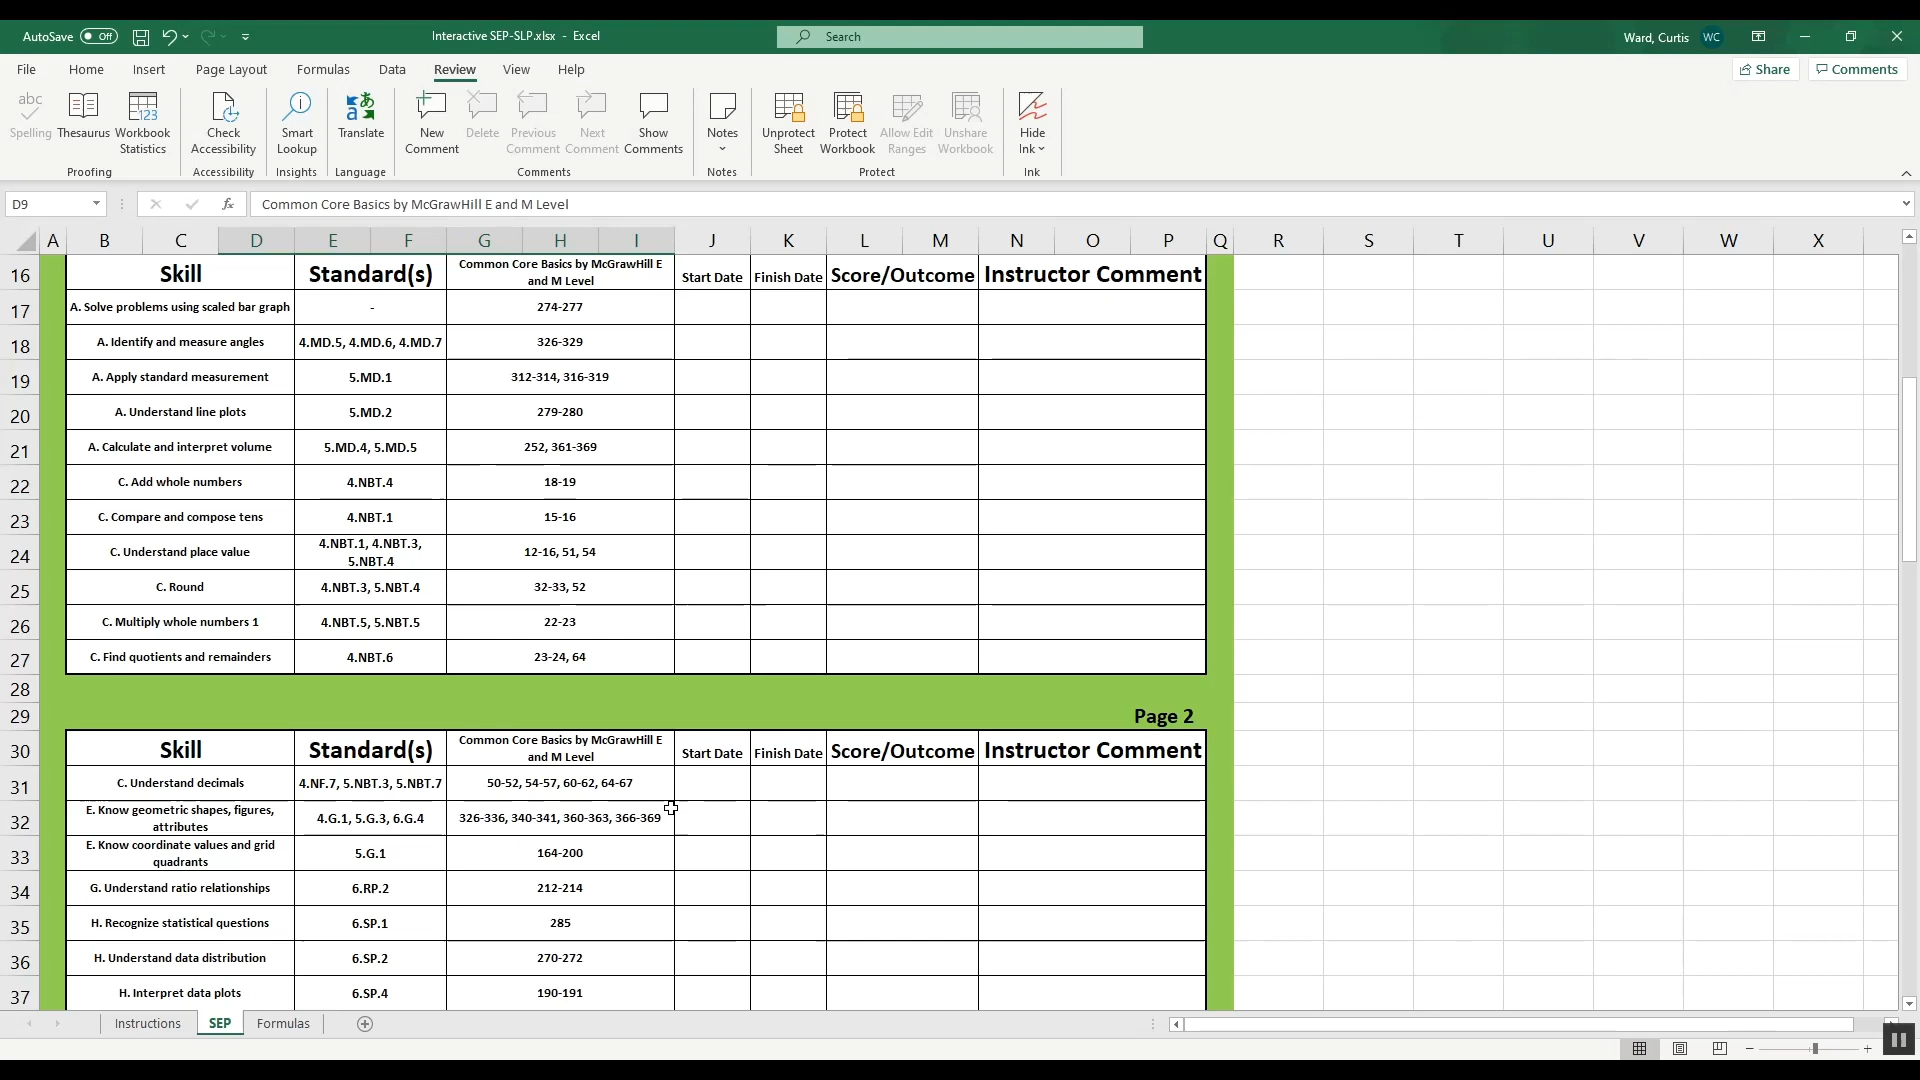 AutoSave Off Interactive SEP-SLP.xlsx - Excel Search Ward, Curtis WC
File Home Insert Page Layout Formulas Data Review View Help Share Comments
abc 123 i a あ
Spelling Thesaurus Workbook Statistics Check Accessibility Smart Lookup Translate New Comment Delete Previous Comment Next Comment Show Comments Notes Unprotect Sheet Protect Workbook Allow Edit Ranges Unshare Workbook Hide Ink
Proofing Accessibility Insights Language Comments Notes Protect Ink
D9 fx Common Core Basics by McGrawHill E and M Level
A B C D E F G H I J K L M N O P Q R S T U V W X
16 Skill Standard(s) Common Core Basics by McGrawHill E and M Level Start Date Finish Date Score/Outcome Instructor Comment
17 A. Solve problems using scaled bar graph - 274-277
18 A. Identify and measure angles 4.MD.5, 4.MD.6, 4.MD.7 326-329
19 A. Apply standard measurement 5.MD.1 312-314, 316-319
20 A. Understand line plots 5.MD.2 279-280
21 A. Calculate and interpret volume 5.MD.4, 5.MD.5 252, 361-369
22 C. Add whole numbers 4.NBT.4 18-19
23 C. Compare and compose tens 4.NBT.1 15-16
24 C. Understand place value 4.NBT.1, 4.NBT.3, 5.NBT.4 12-16, 51, 54
25 C. Round 4.NBT.3, 5.NBT.4 32-33, 52
26 C. Multiply whole numbers 1 4.NBT.5, 5.NBT.5 22-23
27 C. Find quotients and remainders 4.NBT.6 23-24, 64
28
29 Page 2
30 Skill Standard(s) Common Core Basics by McGrawHill E and M Level Start Date Finish Date Score/Outcome Instructor Comment
31 C. Understand decimals 4.NF.7, 5.NBT.3, 5.NBT.7 50-52, 54-57, 60-62, 64-67
32 E. Know geometric shapes, figures, attributes 4.G.1, 5.G.3, 6.G.4 326-336, 340-341, 360-363, 366-369
33 E. Know coordinate values and grid quadrants 5.G.1 164-200
34 G. Understand ratio relationships 6.RP.2 212-214
35 H. Recognize statistical questions 6.SP.1 285
36 H. Understand data distribution 6.SP.2 270-272
37 H. Interpret data plots 6.SP.4 190-191
Instructions SEP Formulas